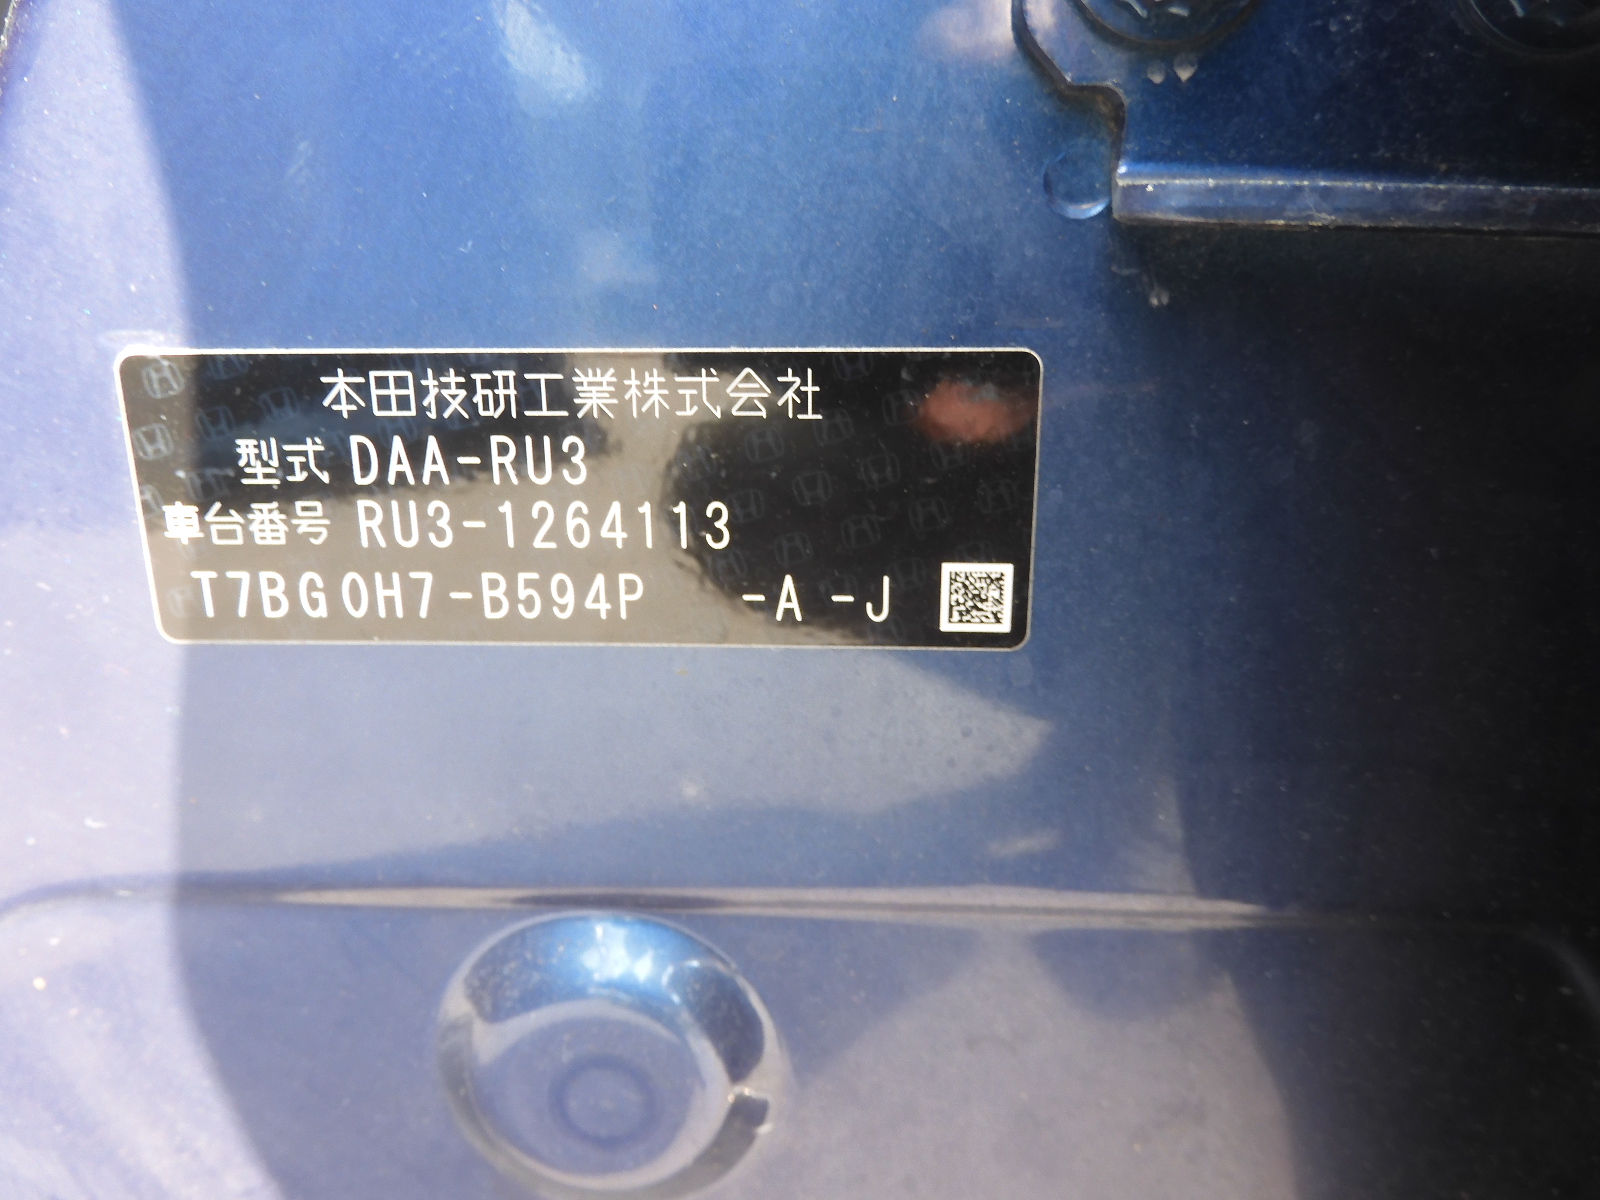 本田技研工業株式会社
型式 DAA-RU3
車台番号 RU3-1264113
T7BG0H7-B594P -A -J